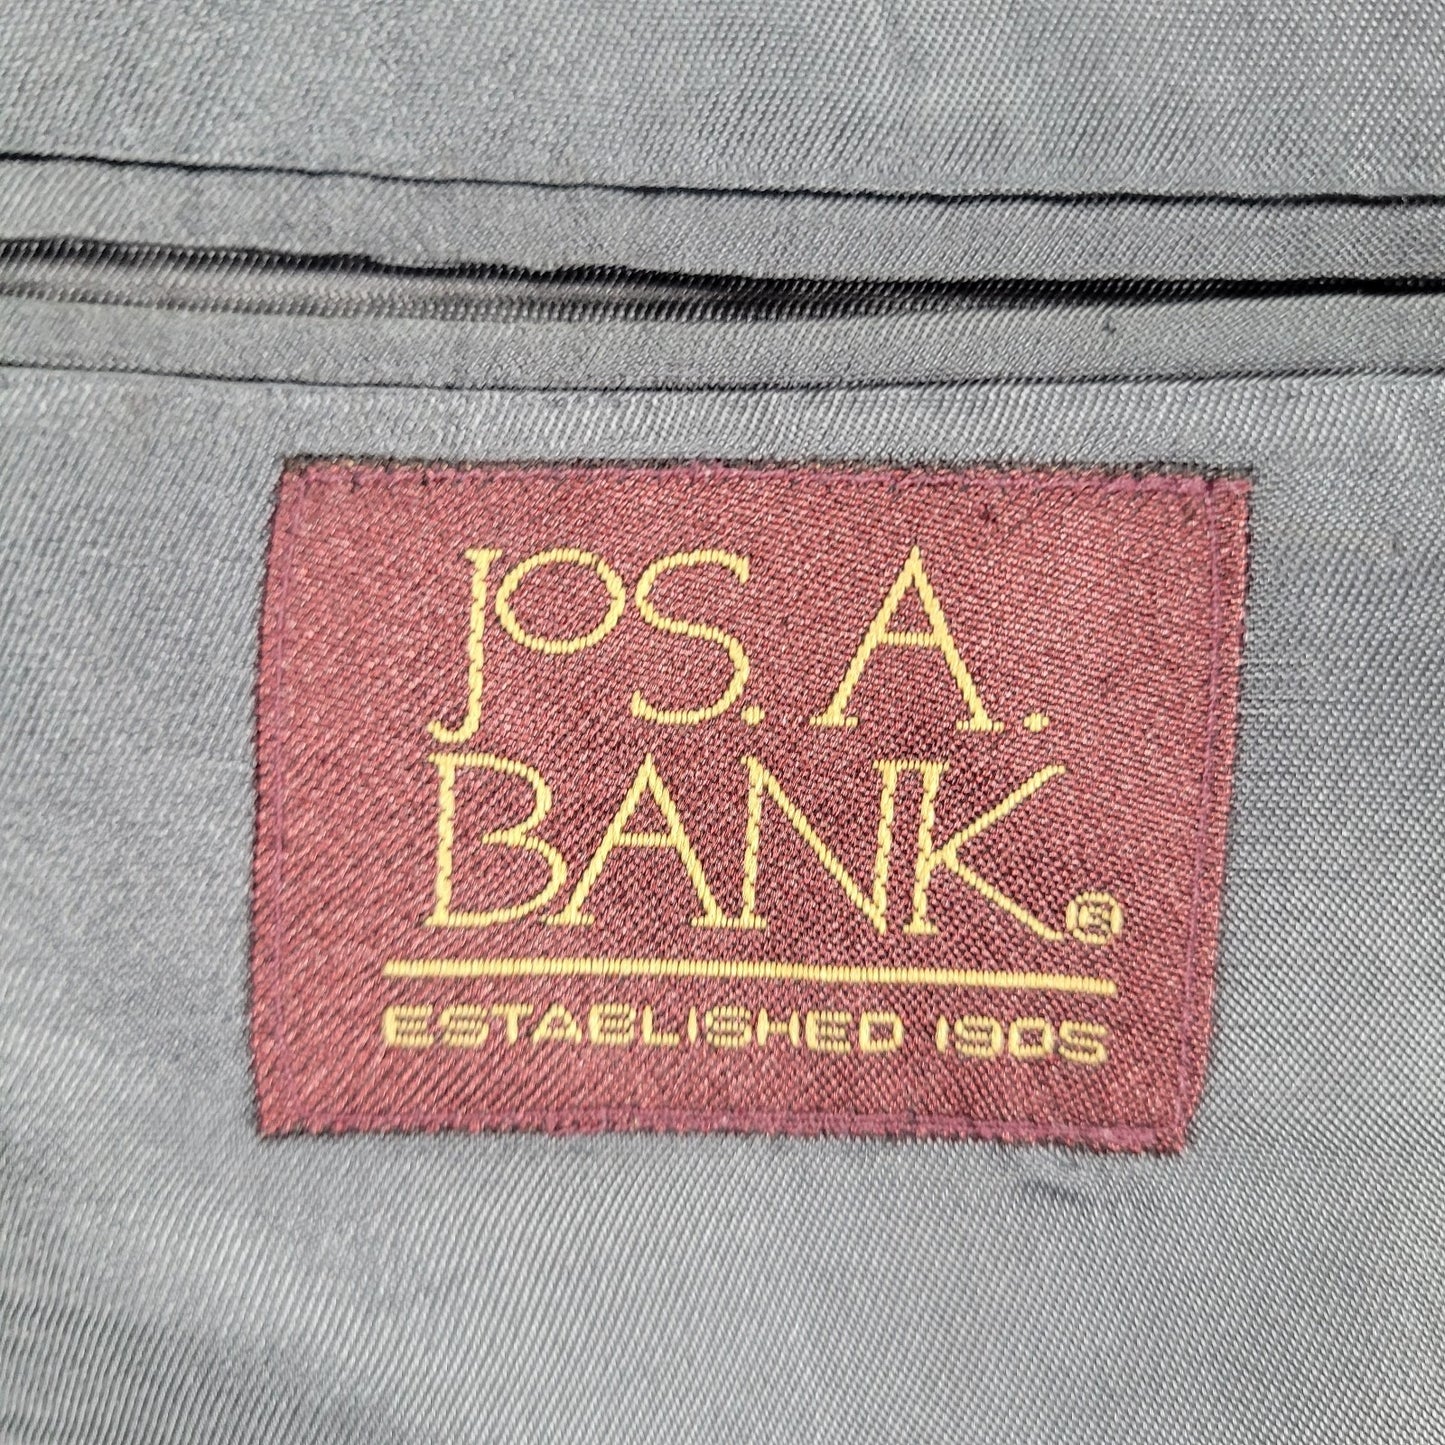 JOS. A.
BANK®
ESTABLISHED 1905